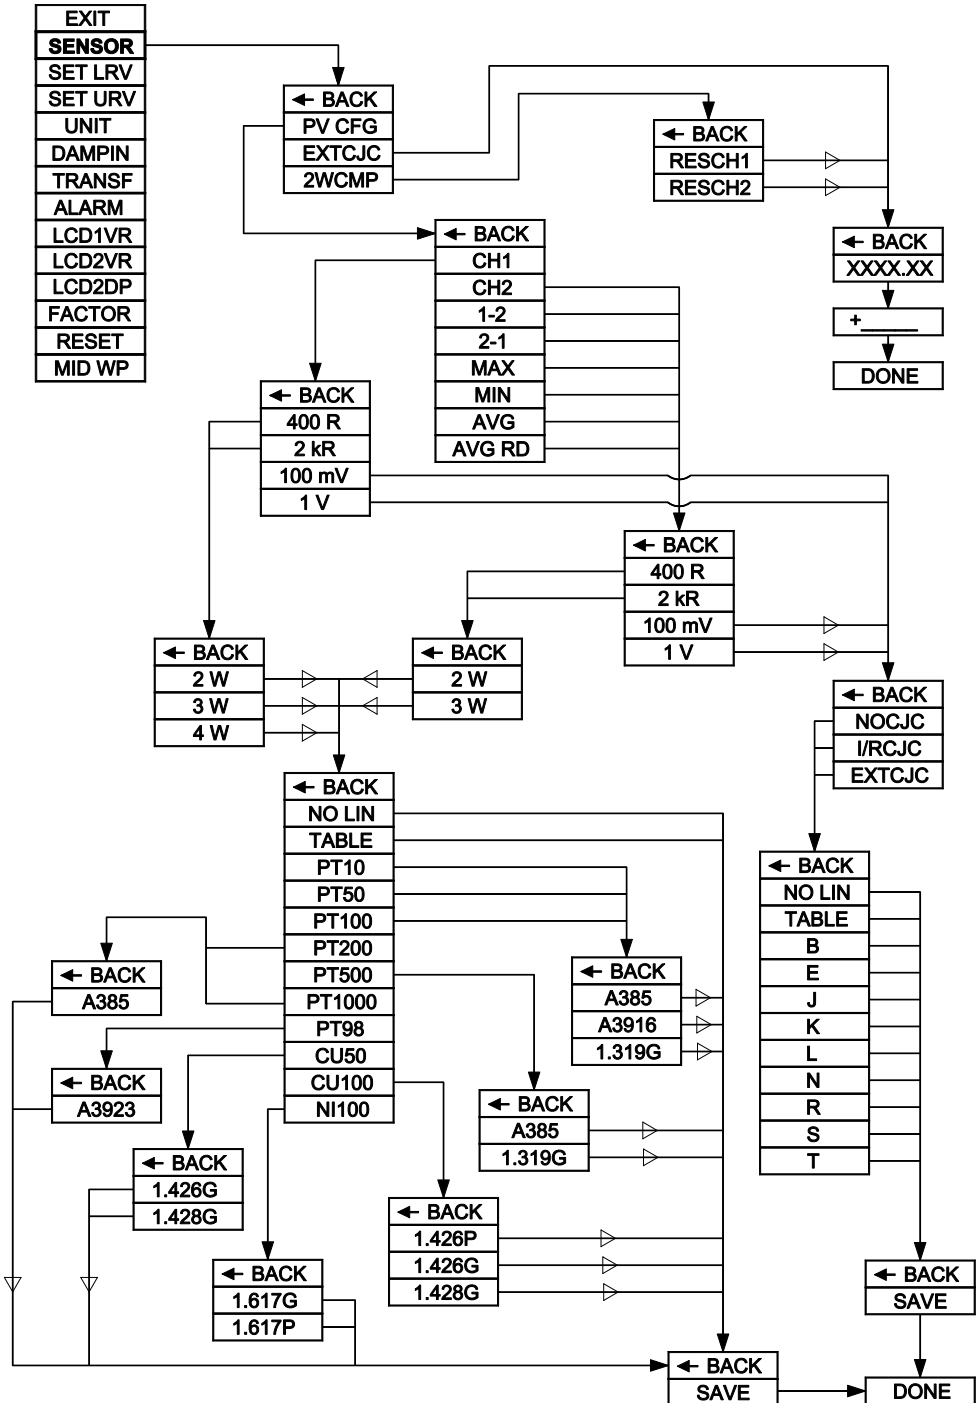 EXIT
SENSOR
SET LRV
SET URV
UNIT
DAMPIN
TRANSF
ALARM
LCD1VR
LCD2VR
LCD2DP
FACTOR
RESET
MID WP
← BACK
PV CFG
EXTCJC
2WCMP
← BACK
RESCH1
RESCH2
← BACK
XXXX.XX
+_____
DONE
← BACK
CH1
CH2
1-2
2-1
MAX
MIN
AVG
AVG RD
← BACK
400 R
2 kR
100 mV
1 V
← BACK
400 R
2 kR
100 mV
1 V
← BACK
2 W
3 W
4 W
← BACK
2 W
3 W
← BACK
NOCJC
I/RCJC
EXTCJC
← BACK
NO LIN
TABLE
PT10
PT50
PT100
PT200
PT500
PT1000
PT98
CU50
CU100
NI100
← BACK
NO LIN
TABLE
B
E
J
K
L
N
R
S
T
← BACK
A385
← BACK
A3916
A385
1.319G
← BACK
A3923
← BACK
A385
1.319G
← BACK
1.426G
1.428G
← BACK
1.426P
1.426G
1.428G
← BACK
1.617G
1.617P
← BACK
SAVE
← BACK
SAVE
DONE